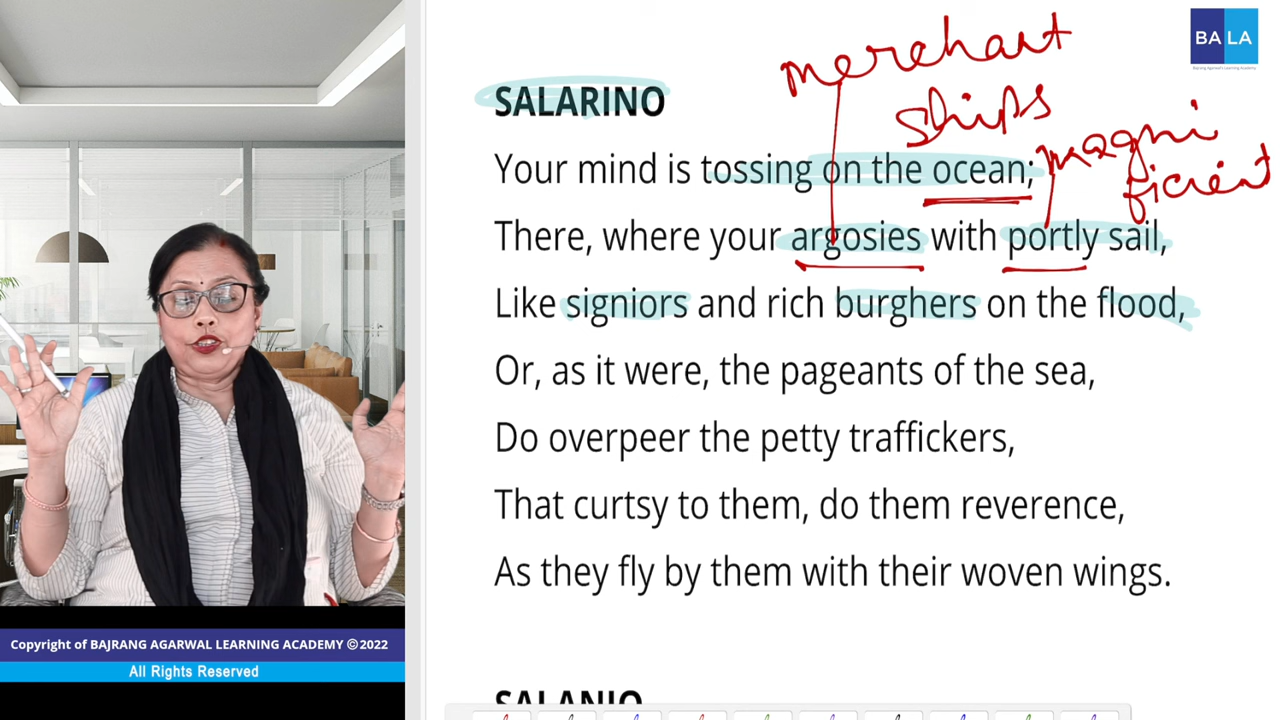 merchant
ships
BALA
SALARINO
Your mind is tossing on the ocean;
magni
ficient
There, where your argosies with portly sail,
Like signiors and rich burghers on the flood,
Or, as it were, the pageants of the sea,
Do overpeer the petty traffickers,
That curtsy to them, do them reverence,
As they fly by them with their woven wings.
SALANIO
Copyright of BAJRANG AGARWAL LEARNING ACADEMY ©2022
All Rights Reserved